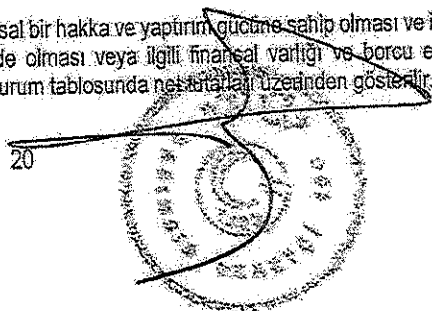 sal bir hakka ve yaptırım gücüne sahip olması ve i
de olması veya ilgili finansal varlığı ve borcu e
urum tablosunda net tutarları üzerinden gösterilir.
20